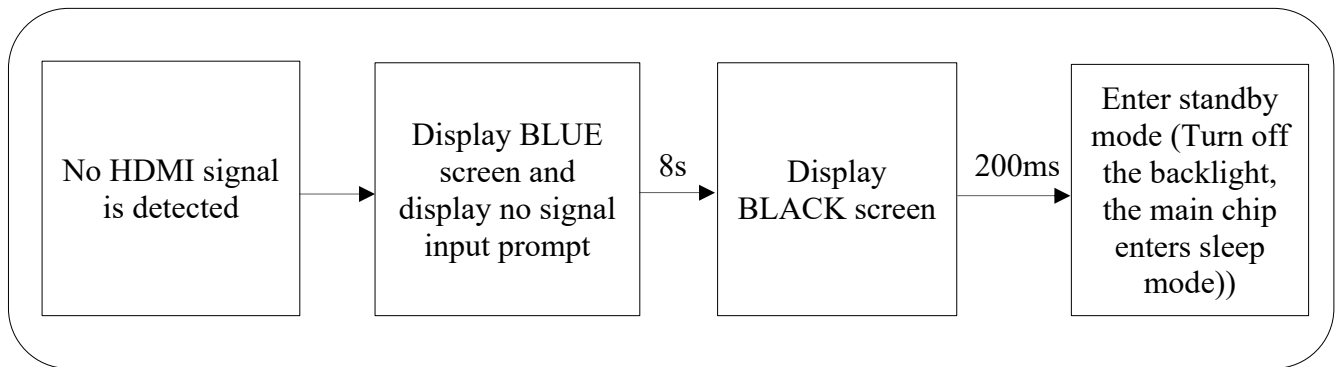 No HDMI signal
is detected
Display BLUE
screen and
display no signal
input prompt
8s
Display
BLACK screen
200ms
Enter standby
mode (Turn off
the backlight,
the main chip
enters sleep
mode))